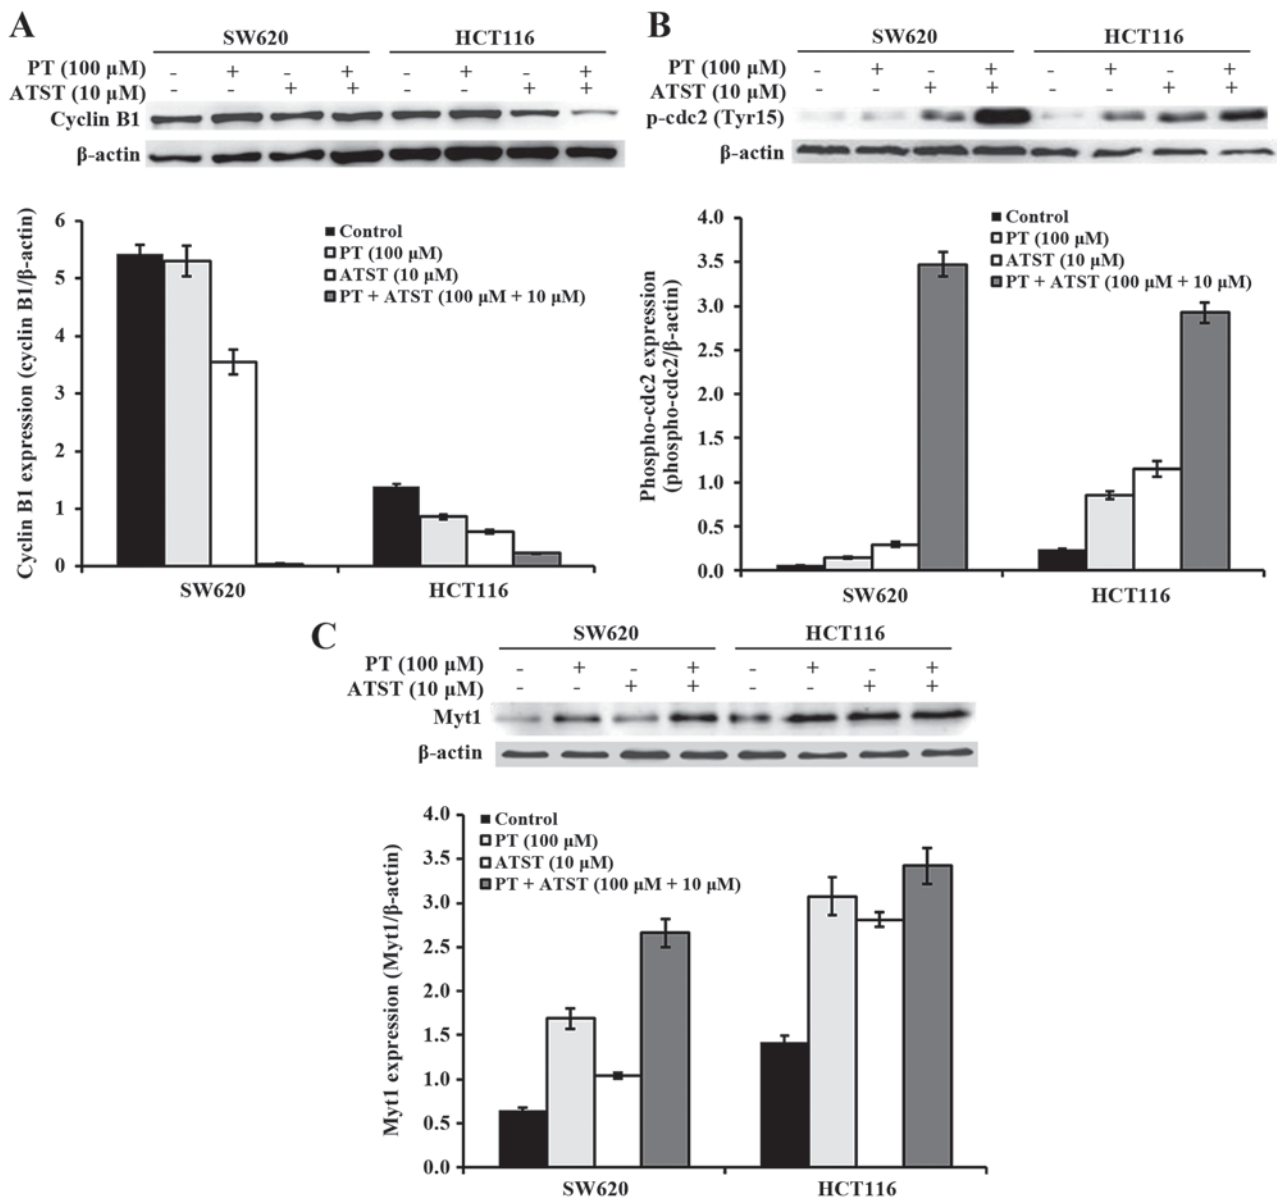 A
SW620 HCT116
PT (100 μM) - + - + - + - +
ATST (10 μM) - - + + - - + +
Cyclin B1
β-actin
Cyclin B1 expression (cyclin B1/β-actin)
6
5
4
3
2
1
0
Control
PT (100 μM)
ATST (10 μM)
PT + ATST (100 μM + 10 μM)
SW620 HCT116
B
SW620 HCT116
PT (100 μM) - + - + - + - +
ATST (10 μM) - - + + - - + +
p-cdc2 (Tyr15)
β-actin
Phospho-cdc2 expression
(phospho-cdc2/β-actin)
4.0
3.5
3.0
2.5
2.0
1.5
1.0
0.5
0.0
Control
PT (100 μM)
ATST (10 μM)
PT + ATST (100 μM + 10 μM)
SW620 HCT116
C
SW620 HCT116
PT (100 μM) - + - + - + - +
ATST (10 μM) - - + + - - + +
Myt1
β-actin
Myt1 expression (Myt1/β-actin)
4.0
3.5
3.0
2.5
2.0
1.5
1.0
0.5
0.0
Control
PT (100 μM)
ATST (10 μM)
PT + ATST (100 μM + 10 μM)
SW620 HCT116